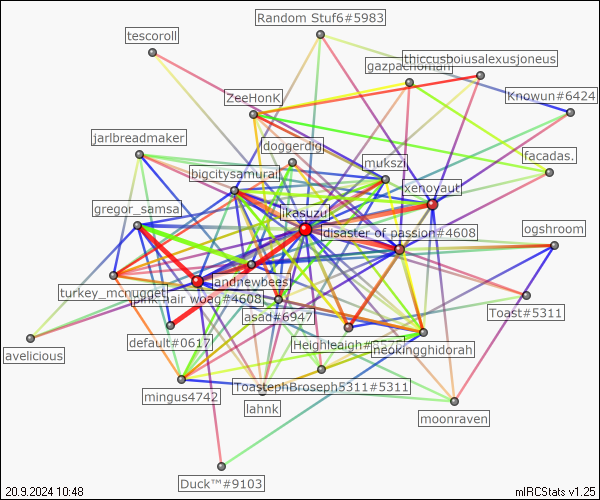 Random Stuf6#5983
tescoroll
thiccusboiusalexusjoneus
gazpachoman
ZeeHonK
Knowun#6424
jarlbreadmaker
doggerdig
mukszi
facadas.
bigcitysamurai
xenoyaut
gregor_samsa
ikasuzu
disaster of passion#4608
ogshroom
andnewbees
turkey_mcnugget
pink hair woag#4608
asad#6947
Toast#5311
default#0617
avelicious
neokingghidorah
ToastephBroseph5311#5311
mingus4742
lahnk
moonraven
Duck™#9103
20.9.2024 10:48
mIRCStats v1.25